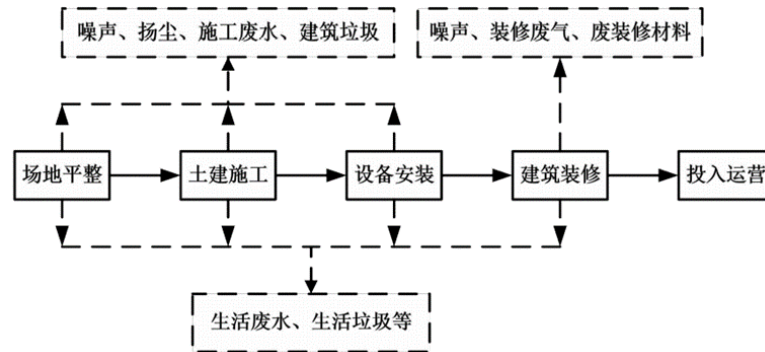 噪声、扬尘、施工废水、建筑垃圾
噪声、装修废气、废装修材料
场地平整
土建施工
设备安装
建筑装修
投入运营
生活废水、生活垃圾等